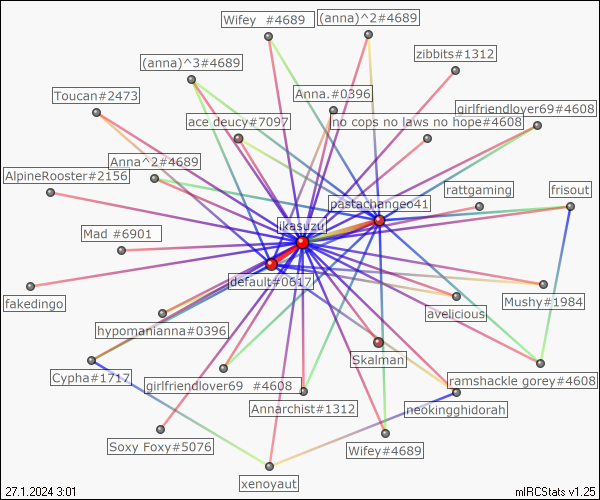 Wifey  #4689
(anna)^2#4689
zibbits#1312
(anna)^3#4689
Toucan#2473
Anna.#0396
girlfriendlover69#4608
ace deucy#7097
no cops no laws no hope#4608
Anna^2#4689
AlpineRooster#2156
rattgaming
frisout
pastachange041
ikasuzu
Mad #6901
default#0617
fakedingo
Mushy#1984
avelicious
hypomanianna#0396
Skalman
Cypha#1717
girlfriendlover69  #4608
ramshackle gorey#4608
Annarchist#1312
neokingghidorah
Soxy Foxy#5076
Wifey#4689
xenoyaut
27.1.2024 3:01
mIRCStats v1.25